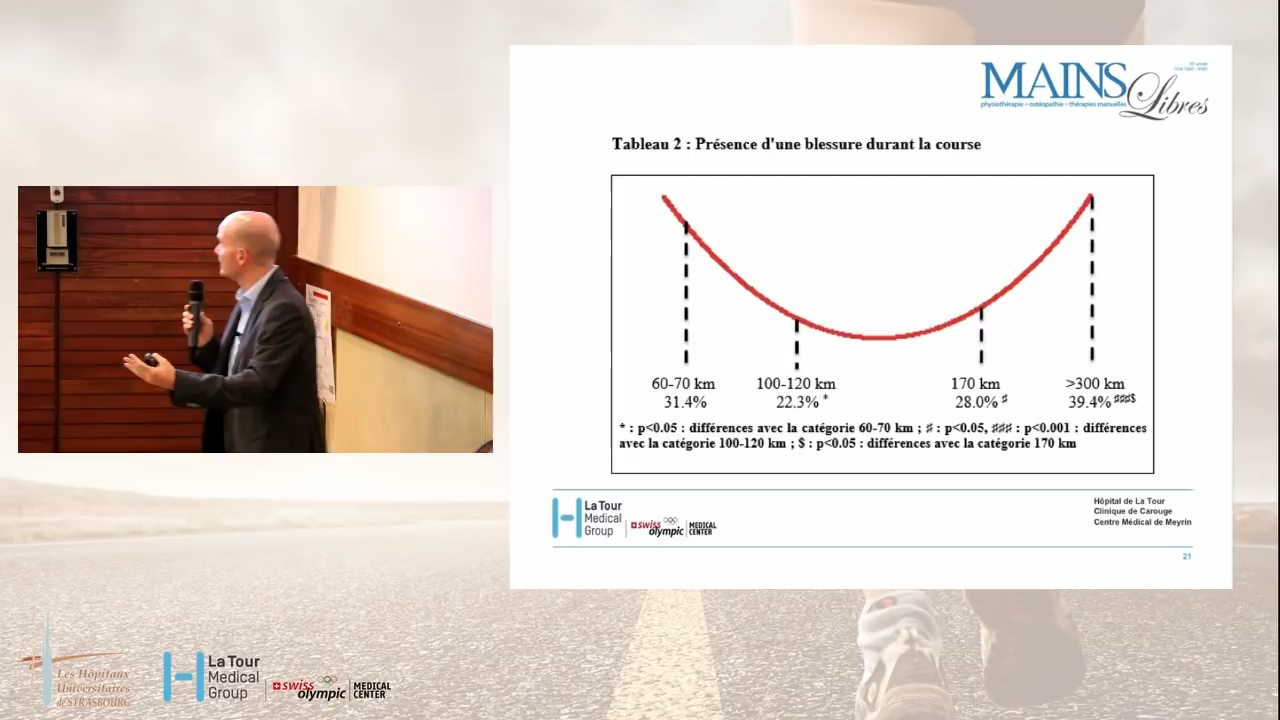 MAINS
Libres
physiothérapie – ostéopathie – thérapies manuelles
Tableau 2 : Présence d'une blessure durant la course
60-70 km
31.4%
100-120 km
22.3% *
170 km
28.0% ♯
>300 km
39.4% ♯♯♯$
* : p<0.05 : différences avec la catégorie 60-70 km ; ♯ : p<0.05, ♯♯♯ : p<0.001 : différences
avec la catégorie 100-120 km ; $ : p<0.05 : différences avec la catégorie 170 km
La Tour
Medical
Group
swiss
olympic
MEDICAL
CENTER
Hôpital de La Tour
Clinique de Carouge
Centre Médical de Meyrin
21
Les Hôpitaux
Universitaires
de STRASBOURG
La Tour
Medical
Group
swiss
olympic
MEDICAL
CENTER